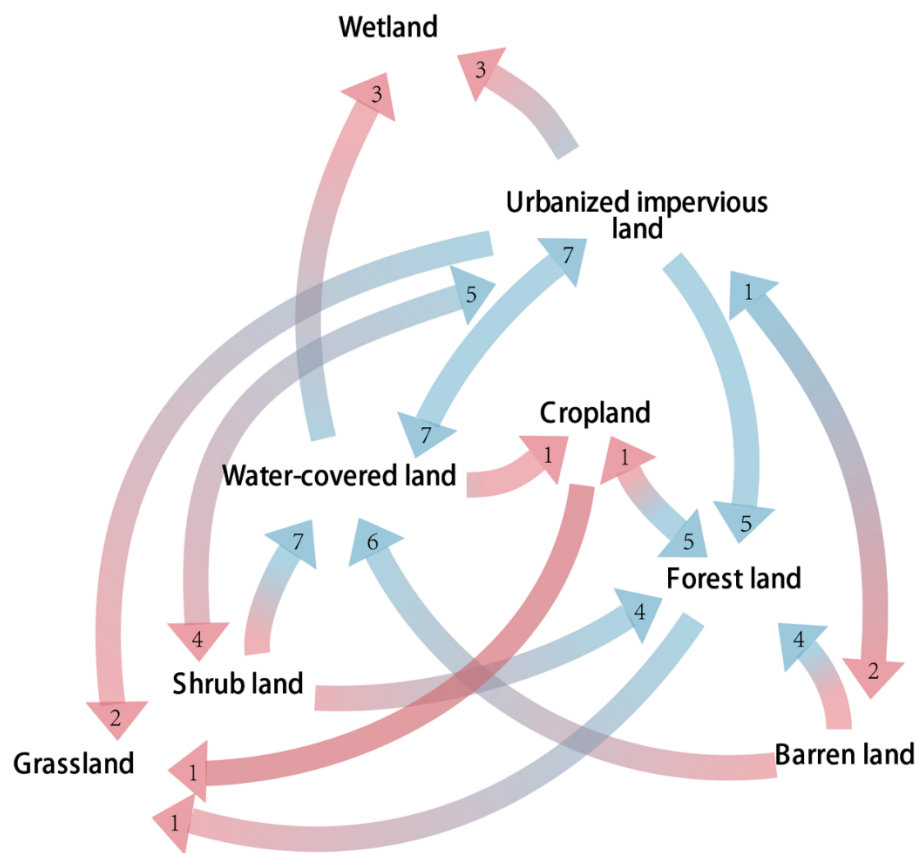 Wetland
3
3
Urbanized impervious
land
7
5
1
Cropland
7
1
1
Water-covered land
5
7
6
5
Forest land
4
4
4
2
Shrub land
2
Barren land
Grassland
1
1